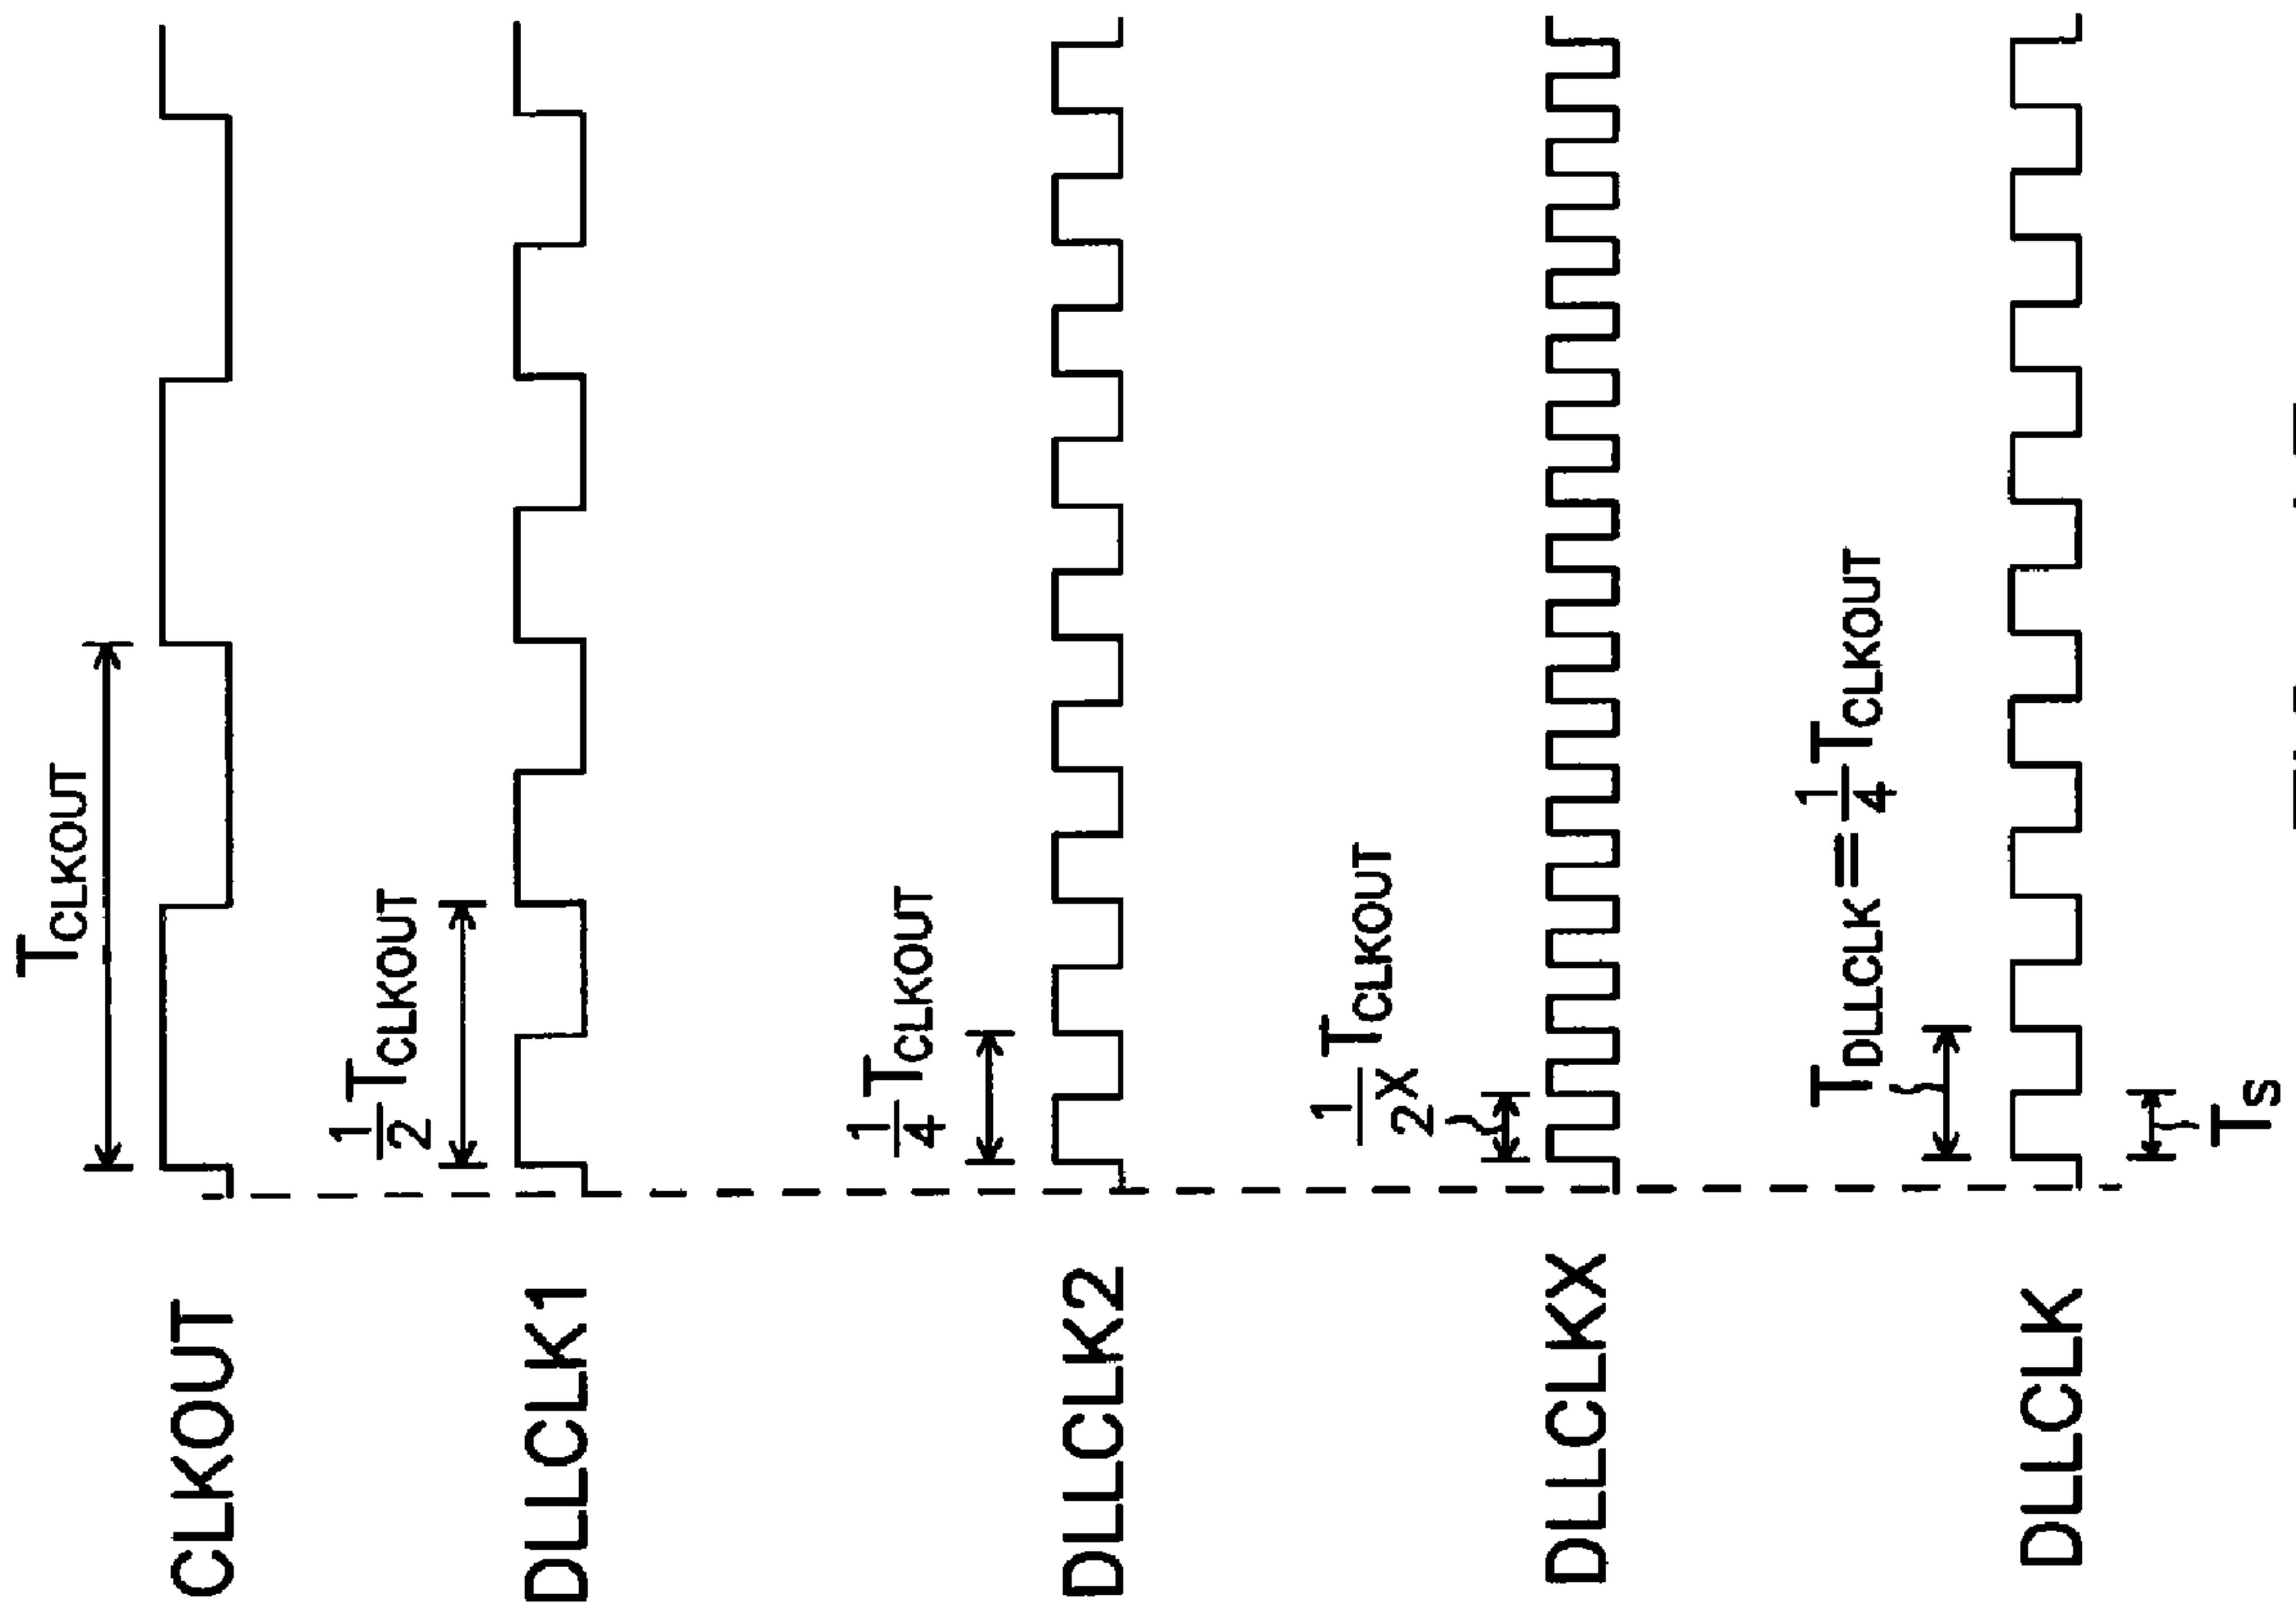 T_CLKOUT
CLKOUT
1/2 T_CLKOUT
DLLCLK1
1/4 T_CLKOUT
DLLCLK2
1/2^X T_CLKOUT
DLLCLKX
T_DLLCLK = 1/4 T_CLKOUT
DLLCLK
T_S